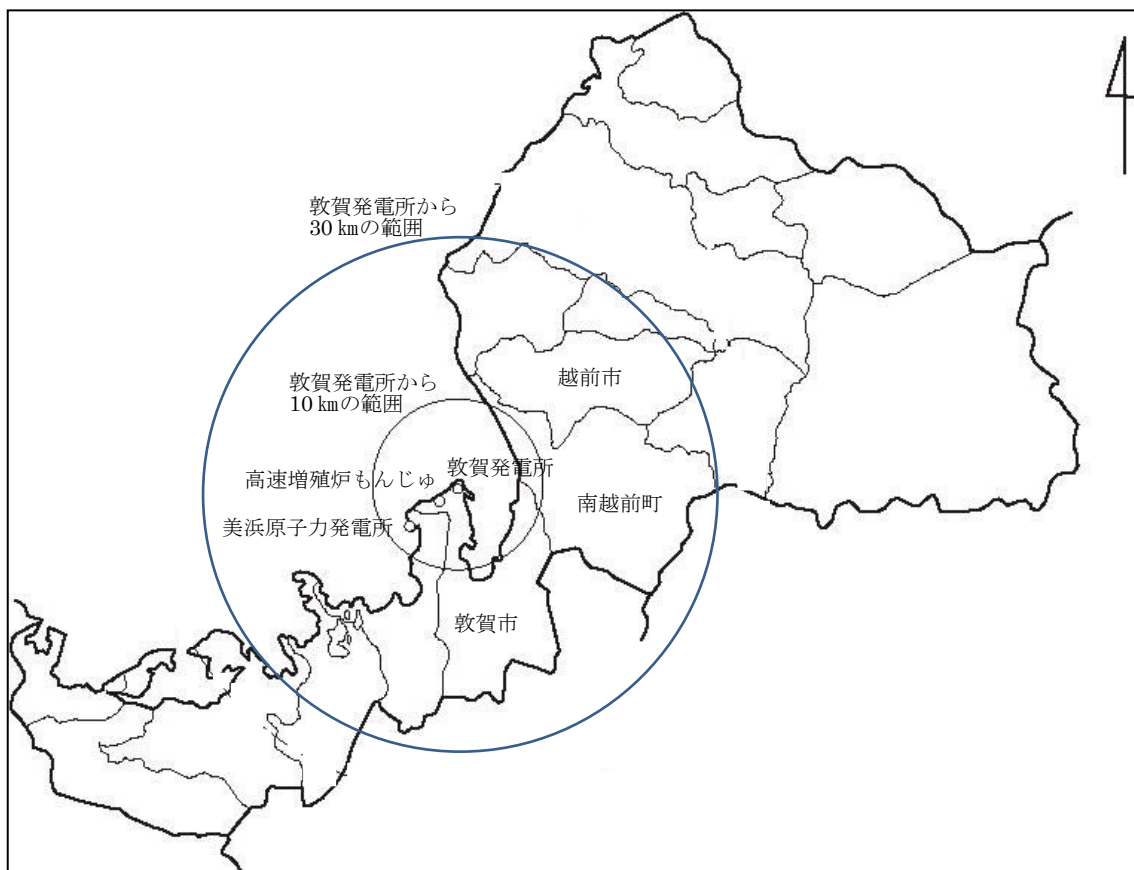 敦賀発電所から
30 ㎞の範囲
敦賀発電所から
10 ㎞の範囲
越前市
敦賀発電所
高速増殖炉もんじゅ
南越前町
美浜原子力発電所
敦賀市